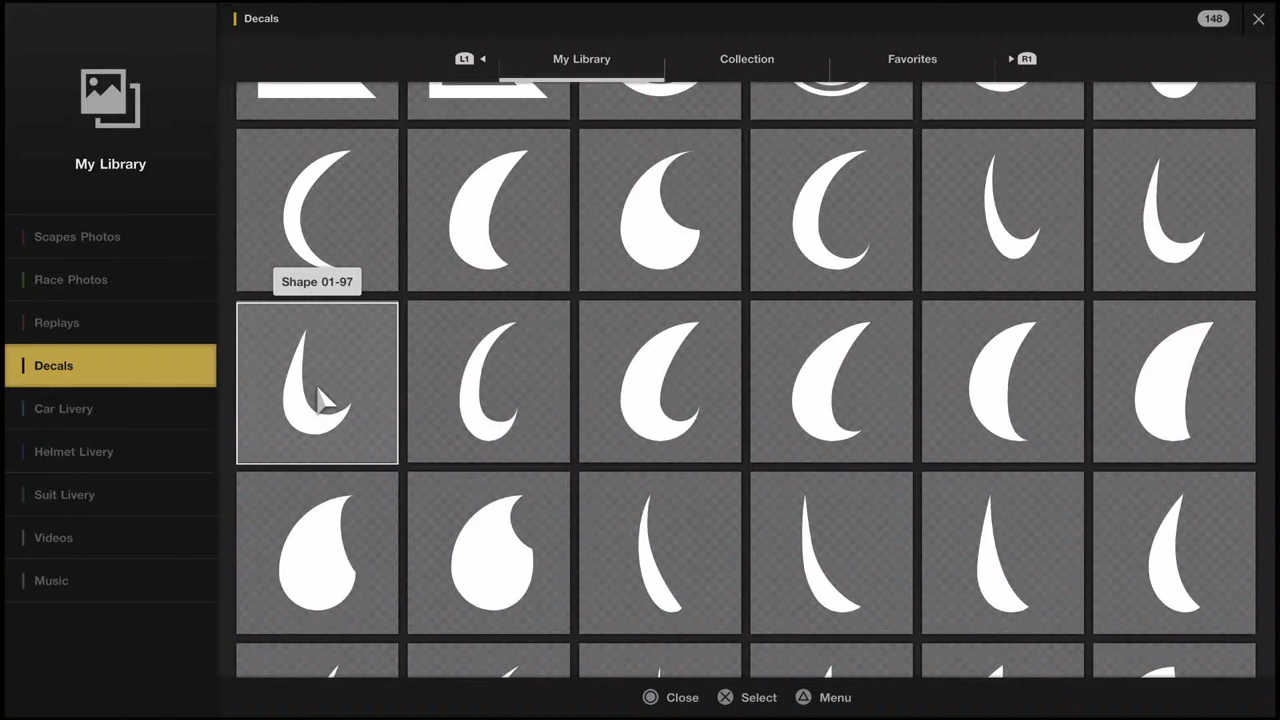 Decals
148
L1
My Library
Collection
Favorites
R1
My Library
Scapes Photos
Race Photos
Replays
Decals
Car Livery
Helmet Livery
Suit Livery
Videos
Music
Shape 01-97
Close
Select
Menu